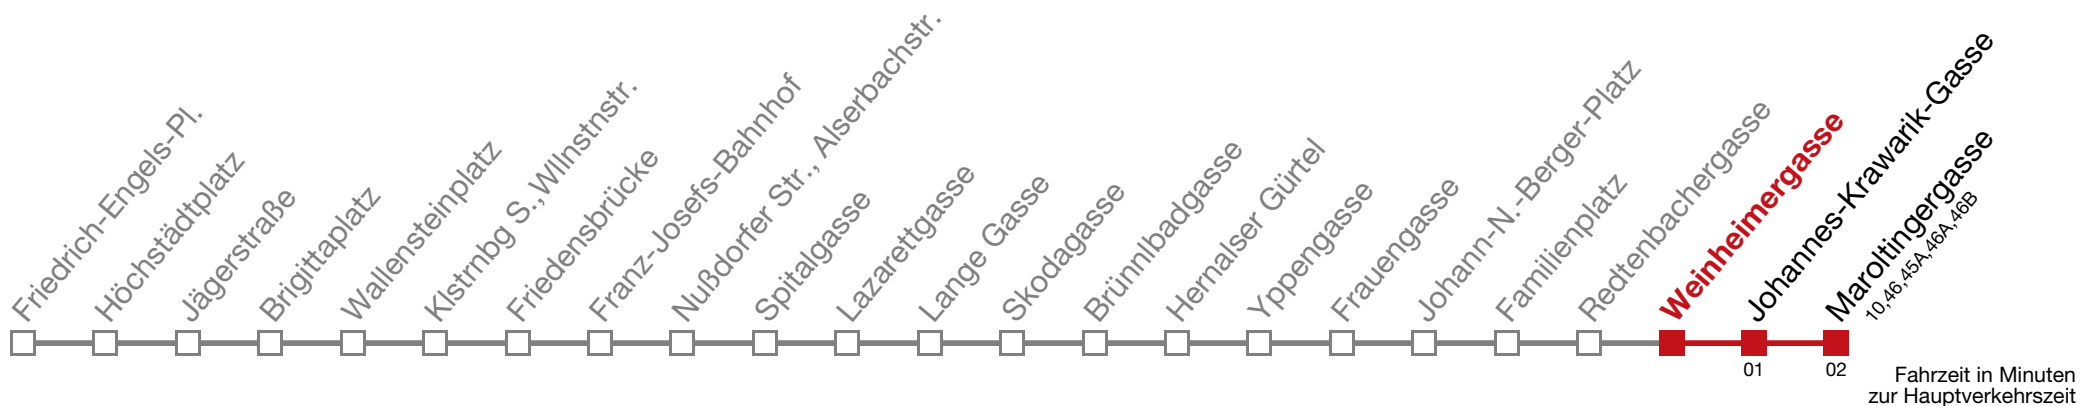 Friedrich-Engels-Pl.
Höchstädtplatz
Jägerstraße
Brigittaplatz
Wallensteinplatz
Klstrnbg S., Wllnstnstr.
Friedensbrücke
Franz-Josefs-Bahnhof
Nußdorfer Str., Alserbachstr.
Spitalgasse
Lazarettgasse
Lange Gasse
Skodagasse
Brünnlbadgasse
Hernalser Gürtel
Yppengasse
Frauengasse
Johann-N.-Berger-Platz
Familienplatz
Redtenbachergasse
Weinheimergasse
Johannes-Krawarik-Gasse
Maroltingergasse
10,46,45A,46A,46B
01
02
Fahrzeit in Minuten
zur Hauptverkehrszeit